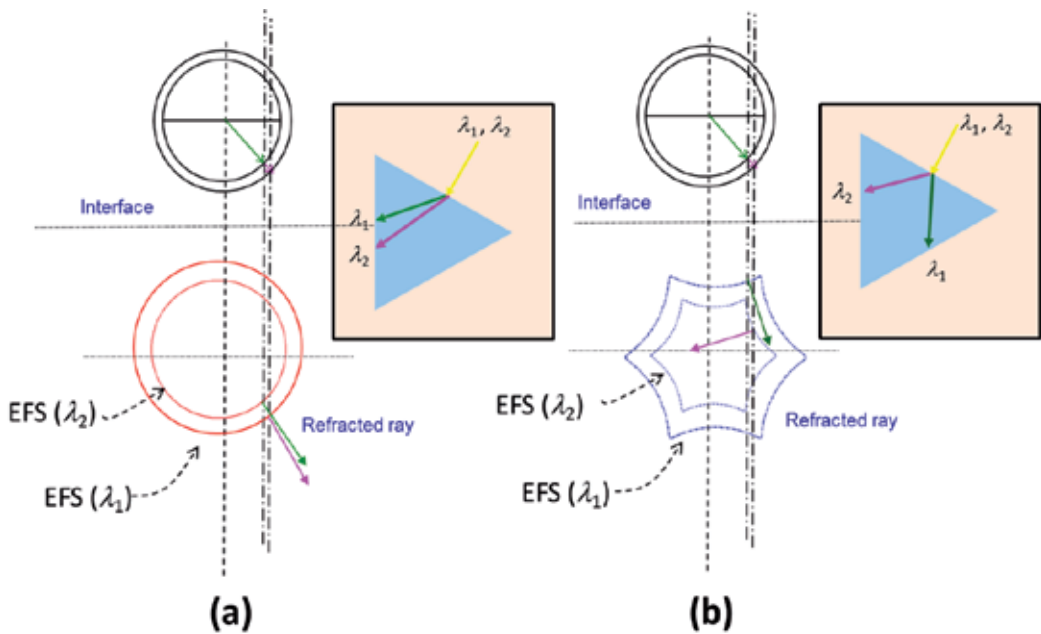 λ₁, λ₂
λ₁
λ₂
Interface
EFS (λ₂)
Refracted ray
EFS (λ₁)
(a)
λ₁, λ₂
λ₂
λ₁
Interface
EFS (λ₂)
Refracted ray
EFS (λ₁)
(b)